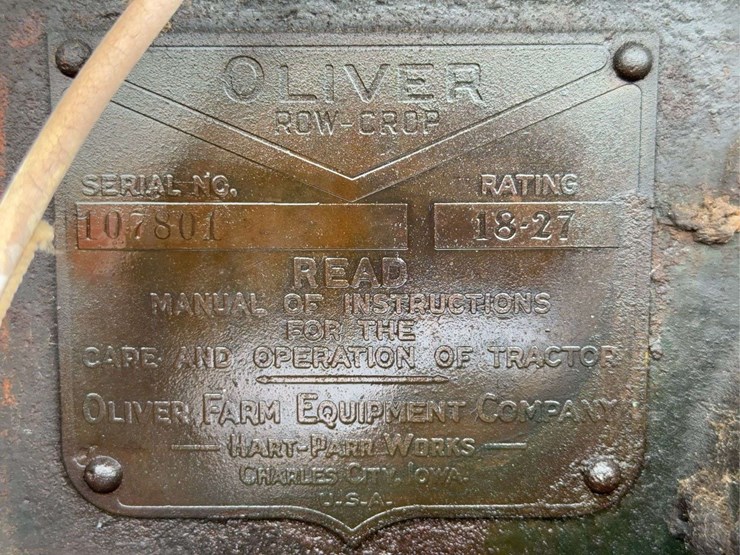 OLIVER
ROW-CROP
SERIAL NO. RATING
107801 18-27
READ
MANUAL OF INSTRUCTIONS
FOR THE
CARE AND OPERATION OF TRACTOR
OLIVER FARM EQUIPMENT COMPANY
HART-PARR WORKS
CHARLES CITY, IOWA.
U.S.A.